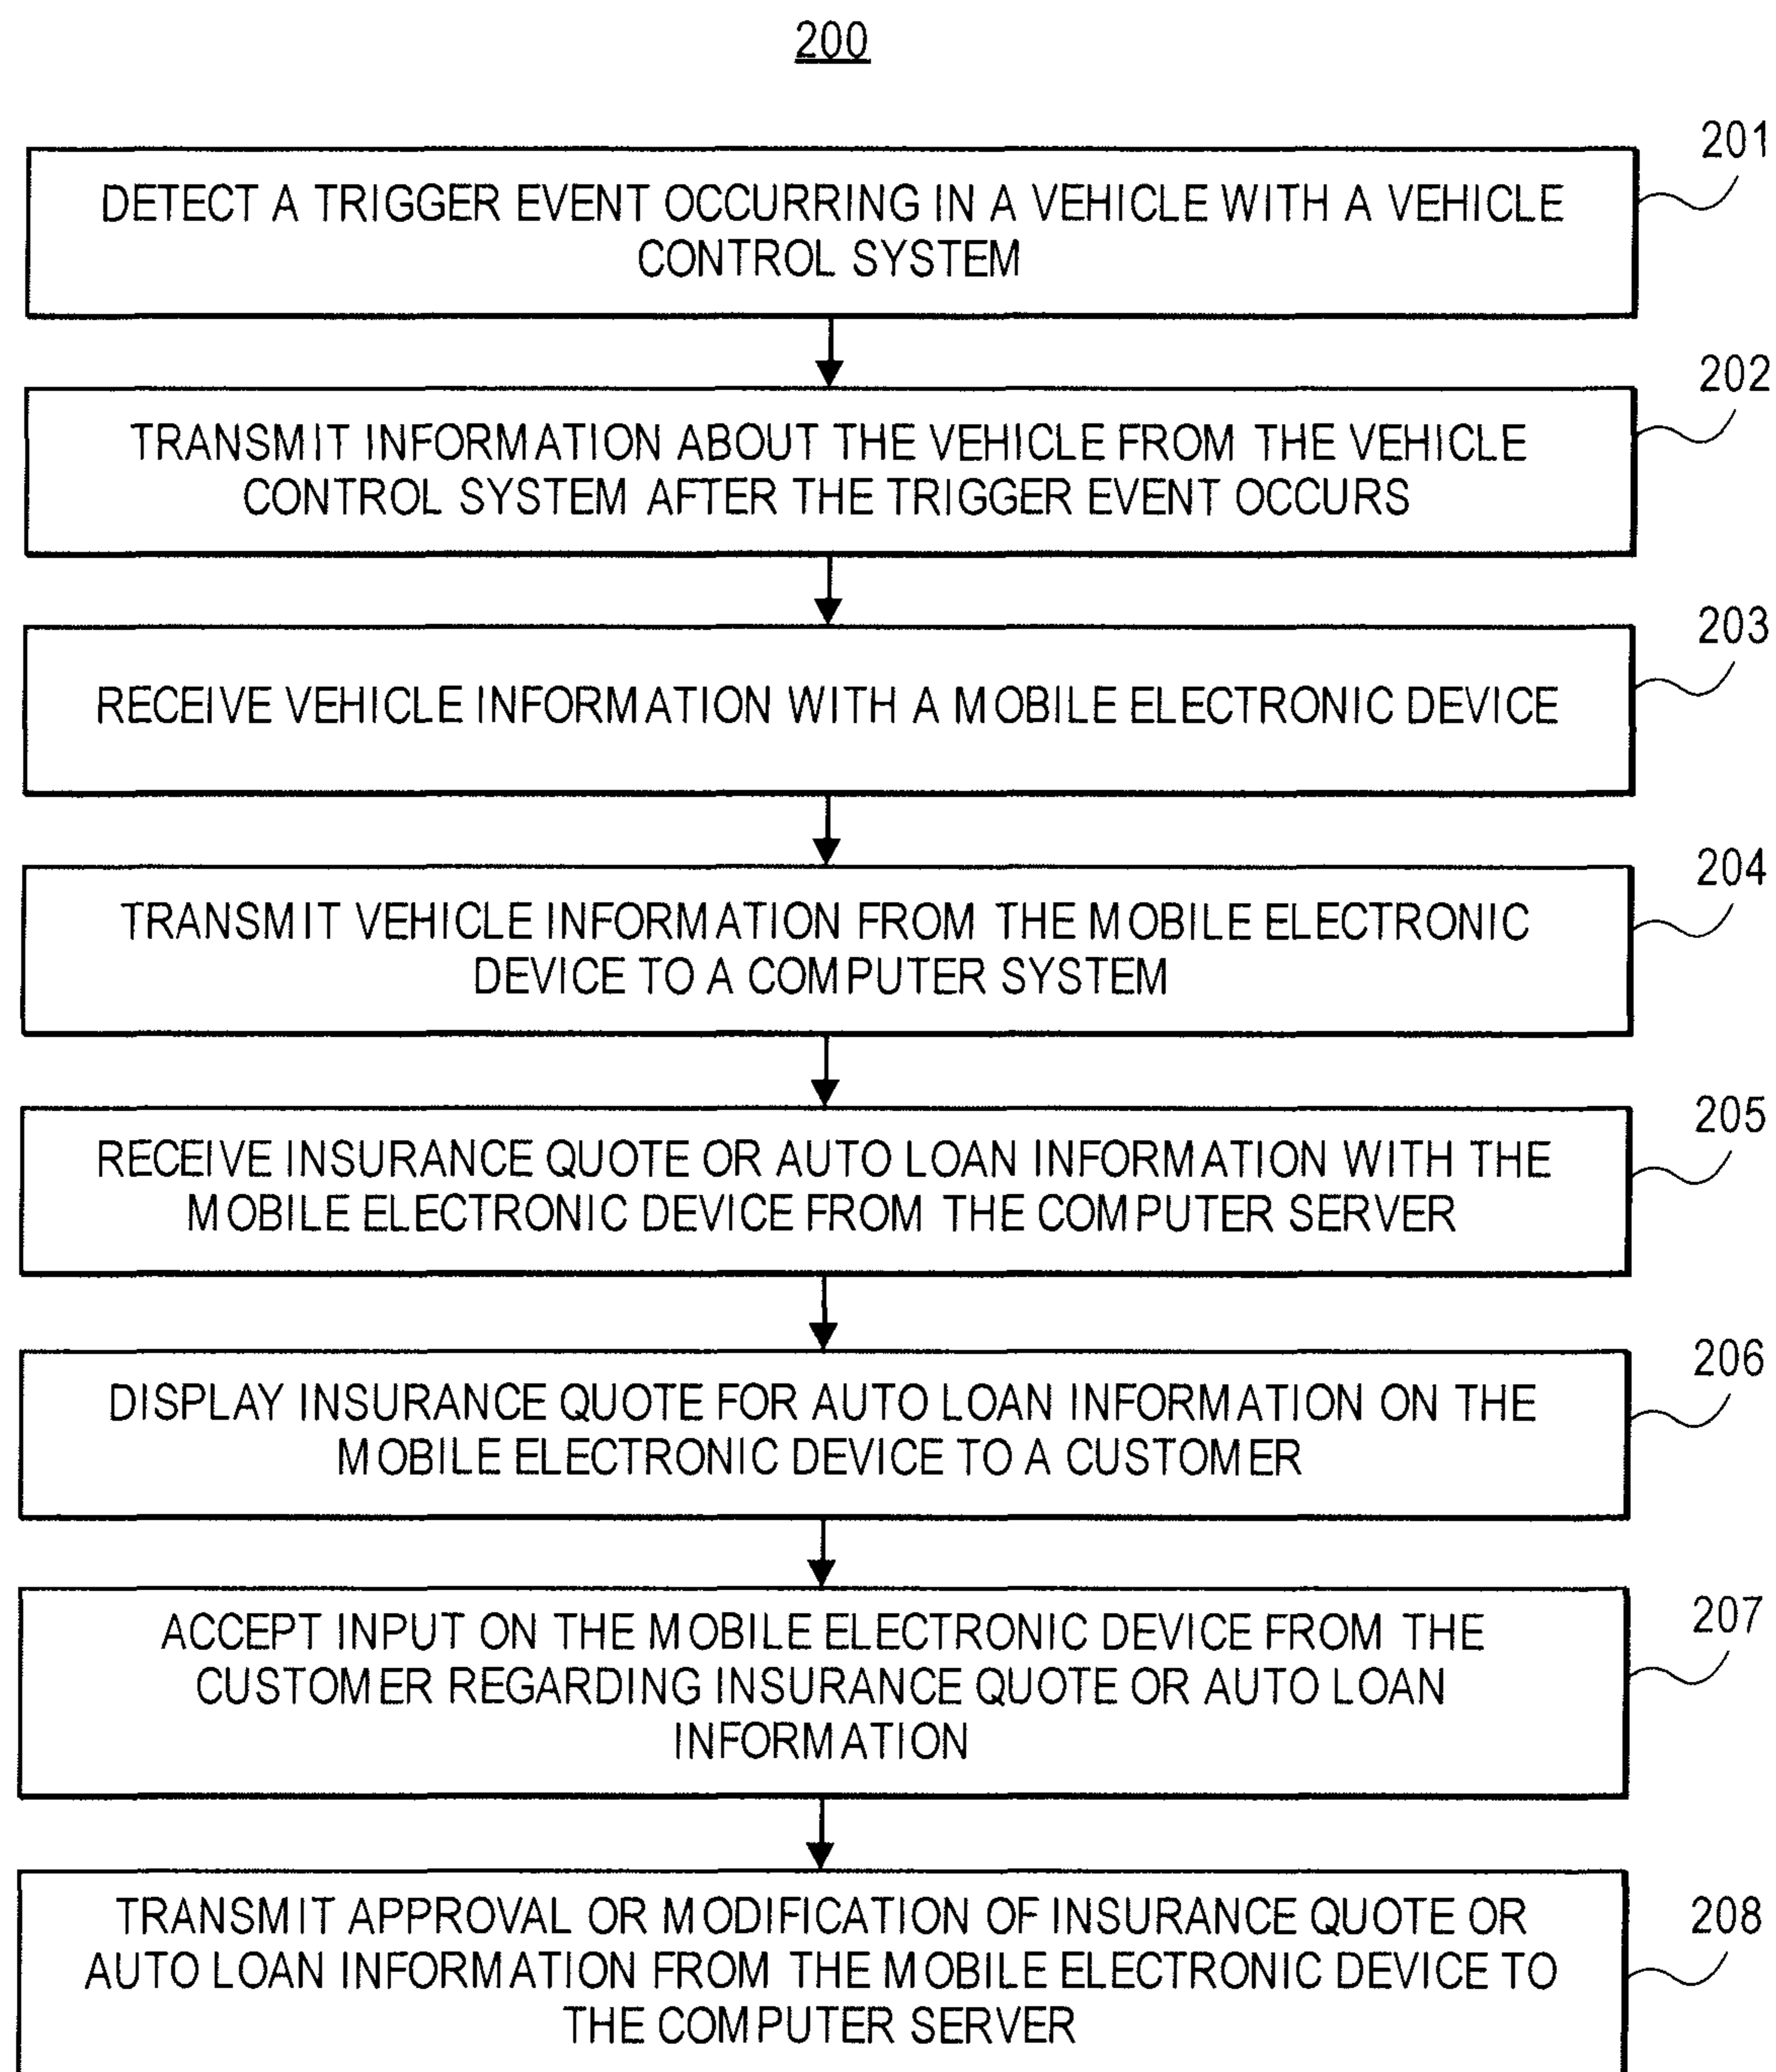 200
201
DETECT A TRIGGER EVENT OCCURRING IN A VEHICLE WITH A VEHICLE
CONTROL SYSTEM
202
TRANSMIT INFORMATION ABOUT THE VEHICLE FROM THE VEHICLE
CONTROL SYSTEM AFTER THE TRIGGER EVENT OCCURS
203
RECEIVE VEHICLE INFORMATION WITH A MOBILE ELECTRONIC DEVICE
204
TRANSMIT VEHICLE INFORMATION FROM THE MOBILE ELECTRONIC
DEVICE TO A COMPUTER SYSTEM
205
RECEIVE INSURANCE QUOTE OR AUTO LOAN INFORMATION WITH THE
MOBILE ELECTRONIC DEVICE FROM THE COMPUTER SERVER
206
DISPLAY INSURANCE QUOTE FOR AUTO LOAN INFORMATION ON THE
MOBILE ELECTRONIC DEVICE TO A CUSTOMER
207
ACCEPT INPUT ON THE MOBILE ELECTRONIC DEVICE FROM THE
CUSTOMER REGARDING INSURANCE QUOTE OR AUTO LOAN
INFORMATION
208
TRANSMIT APPROVAL OR MODIFICATION OF INSURANCE QUOTE OR
AUTO LOAN INFORMATION FROM THE MOBILE ELECTRONIC DEVICE TO
THE COMPUTER SERVER